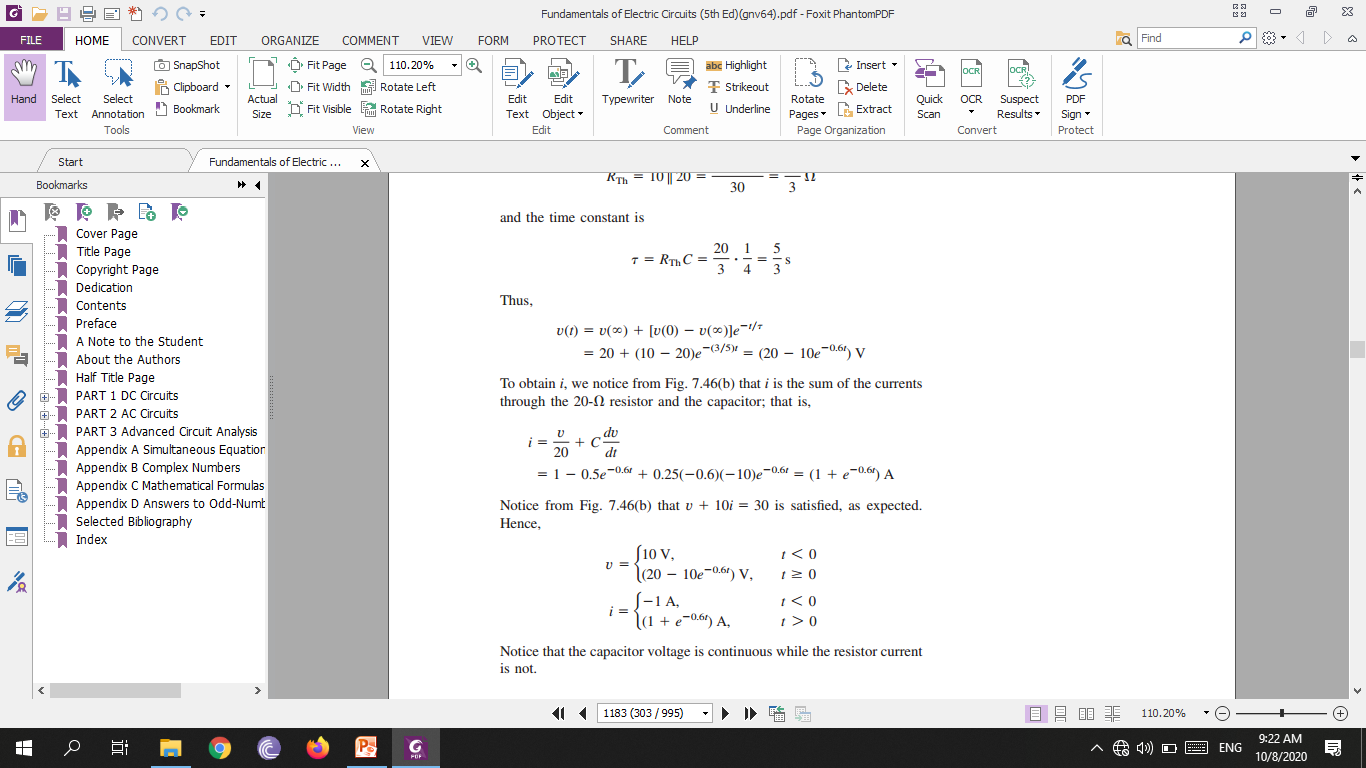 Fundamentals of Electric Circuits (5th Ed)(gnv64).pdf - Foxit PhantomPDF
FILE HOME CONVERT EDIT ORGANIZE COMMENT VIEW FORM PROTECT SHARE HELP Find
Hand
Select Text
Select Annotation
SnapShot
Clipboard
Bookmark
Tools
Actual Size
Fit Page
Fit Width
Fit Visible
110.20%
Rotate Left
Rotate Right
View
Edit Text
Edit Object
Edit
Typewriter
Note
abc Highlight
Strikeout
U Underline
Comment
Rotate Pages
Insert
Delete
Extract
Page Organization
Quick Scan
OCR
OCR
OCR
Suspect Results
Convert
PDF Sign
Protect
Start
Fundamentals of Electric ...
Bookmarks
Cover Page
Title Page
Copyright Page
Dedication
Contents
Preface
A Note to the Student
About the Authors
Half Title Page
PART 1 DC Circuits
PART 2 AC Circuits
PART 3 Advanced Circuit Analysis
Appendix A Simultaneous Equation
Appendix B Complex Numbers
Appendix C Mathematical Formulas
Appendix D Answers to Odd-Numb
Selected Bibliography
Index
R_Th = 10 ‖ 20 = /30 = /3 Ω
and the time constant is
τ = R_Th C = 20/3 · 1/4 = 5/3 s
Thus,
v(t) = v(∞) + [v(0) − v(∞)]e^−t/τ
= 20 + (10 − 20)e^−(3/5)t = (20 − 10e^−0.6t) V
To obtain i, we notice from Fig. 7.46(b) that i is the sum of the currents
through the 20-Ω resistor and the capacitor; that is,
i = v/20 + C dv/dt
= 1 − 0.5e^−0.6t + 0.25(−0.6)(−10)e^−0.6t = (1 + e^−0.6t) A
Notice from Fig. 7.46(b) that v + 10i = 30 is satisfied, as expected.
Hence,
v = {10 V, t < 0
(20 − 10e^−0.6t) V, t ≥ 0
i = {−1 A, t < 0
(1 + e^−0.6t) A, t > 0
Notice that the capacitor voltage is continuous while the resistor current
is not.
1183 (303 / 995)
110.20%
ENG
9:22 AM
10/8/2020